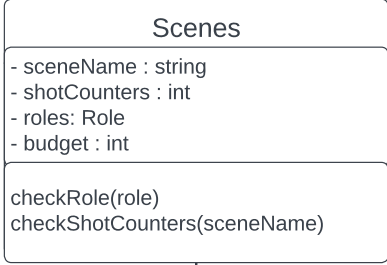 Scenes
- sceneName : string
- shotCounters : int
- roles: Role
- budget : int
checkRole(role)
checkShotCounters(sceneName)